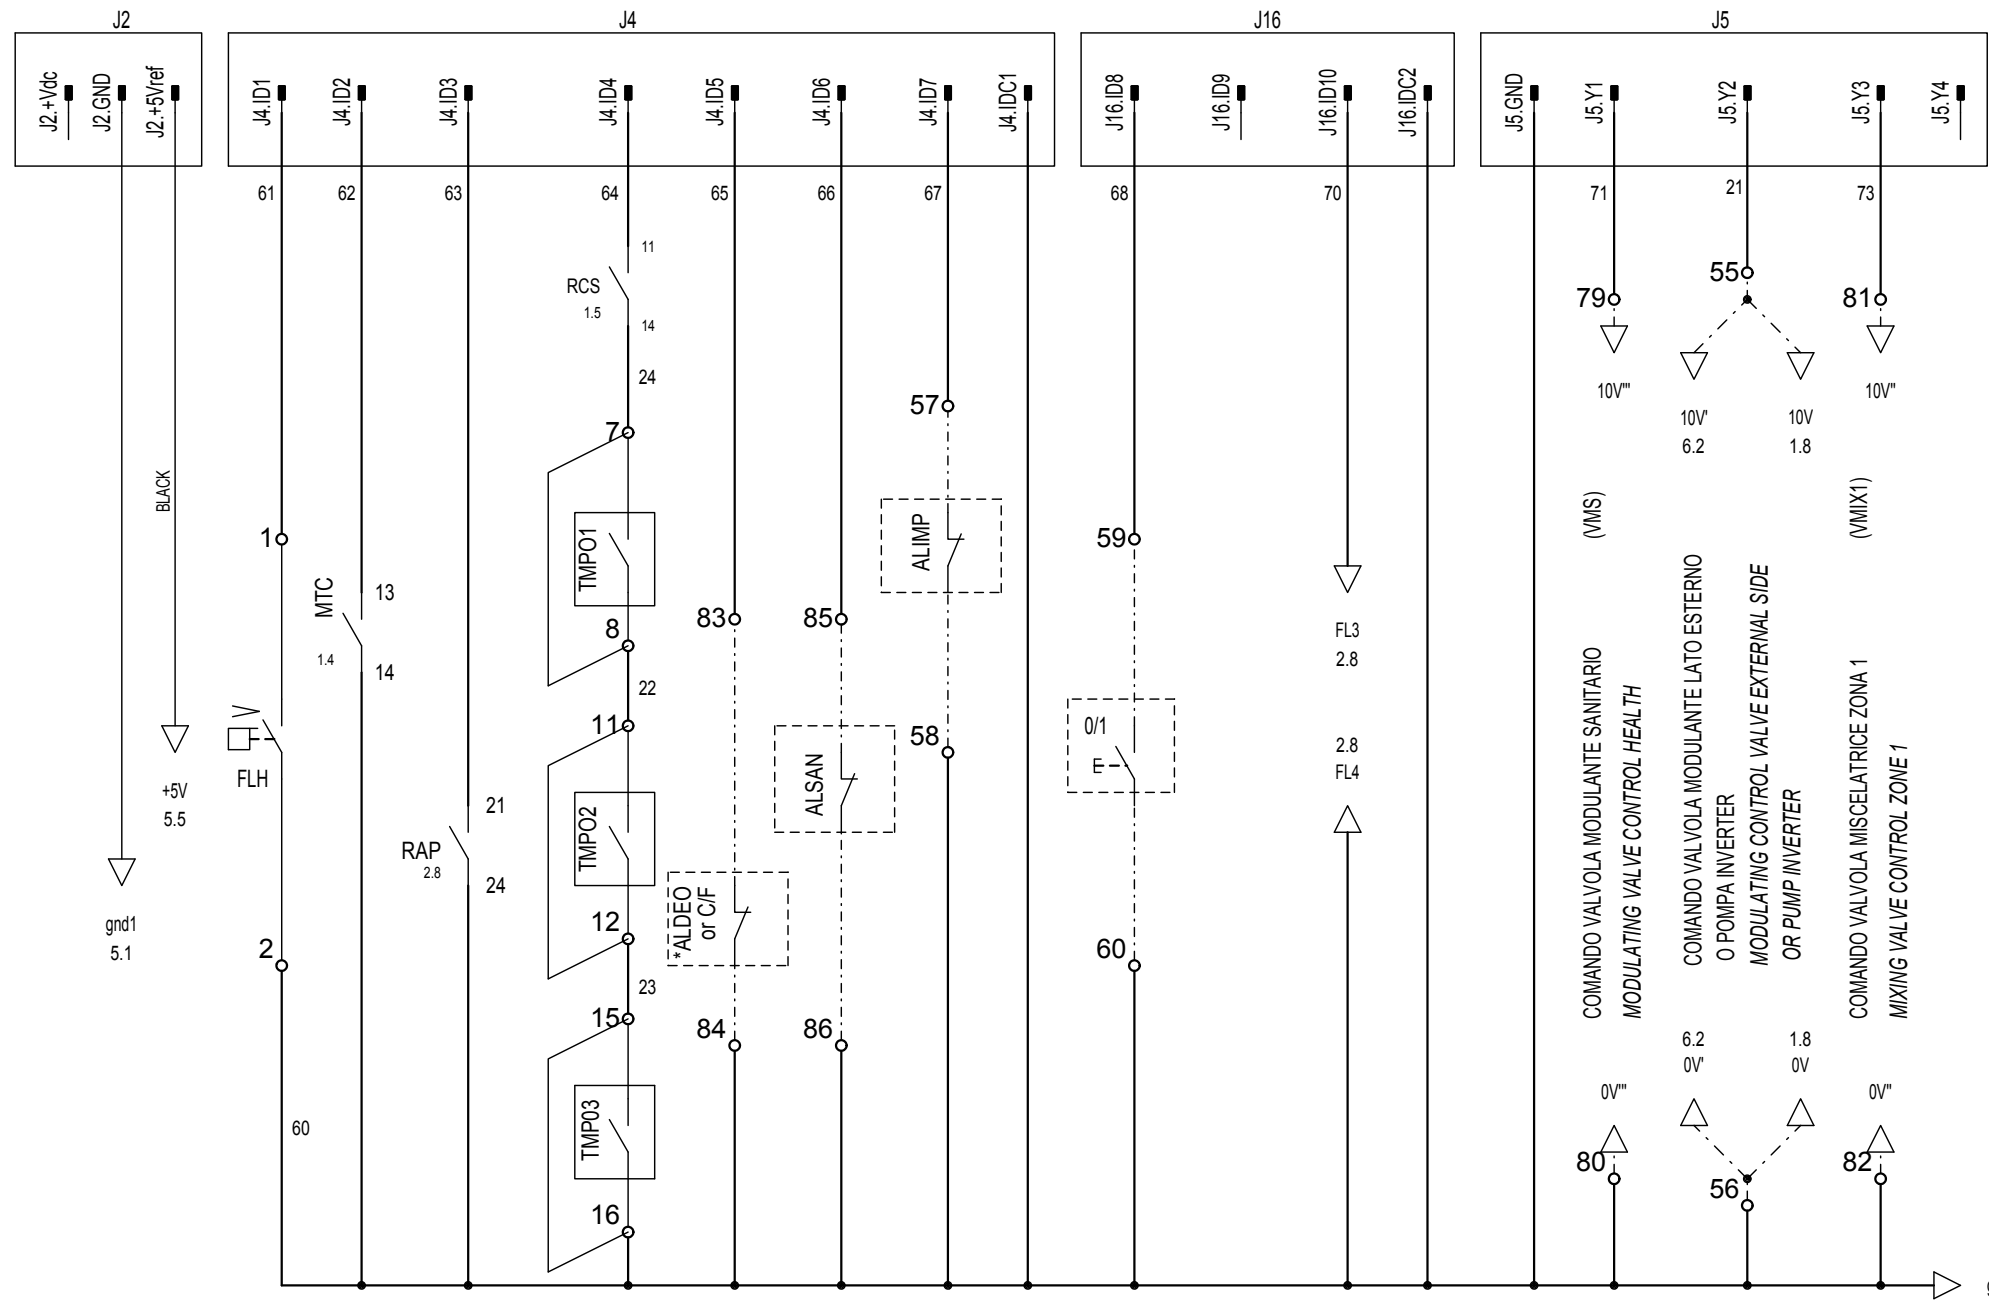 J2
J4
J16
J5
J2.+Vdc
J2.GND
J2.+5Vref
J4.ID1
J4.ID2
J4.ID3
J4.ID4
J4.ID5
J4.ID6
J4.ID7
J4.IDC1
J16.ID8
J16.ID9
J16.ID10
J16.IDC2
J5.GND
J5.Y1
J5.Y2
J5.Y3
J5.Y4
61
62
63
64
65
66
67
68
70
71
21
73
11
RCS
1.5
14
24
55
79
81
10V'''
10V'
6.2
10V
1.8
10V"
7
57
BLACK
1
59
(VMS)
(VMIX1)
TMPO1
ALIMP
MTC
13
1.4
14
8
83
85
FL3
2.8
22
11
58
FLH
+5V
5.5
0/1
E
2.8
FL4
ALSAN
RAP
2.8
21
24
TMPO2
gnd1
5.1
12
*ALDEO
or C/F
2
60
23
15
84
86
COMANDO VALVOLA MODULANTE SANITARIO
MODULATING VALVE CONTROL HEALTH
COMANDO VALVOLA MODULANTE LATO ESTERNO
O POMPA INVERTER
MODULATING CONTROL VALVE EXTERNAL SIDE
OR PUMP INVERTER
COMANDO VALVOLA MISCELATRICE ZONA 1
MIXING VALVE CONTROL ZONE 1
6.2
0V'
1.8
0V
0V'''
0V"
60
TMP03
80
56
82
16